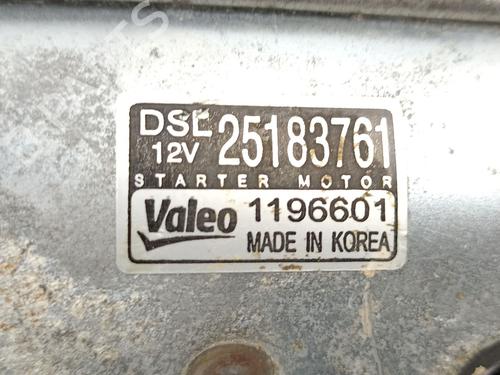 DSL 25183761
12V
STARTER MOTOR
Valeo 1196601
MADE IN KOREA